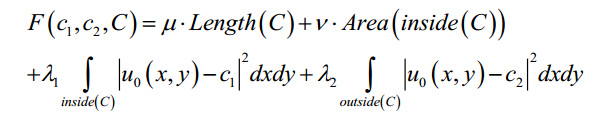 F(c₁,c₂,C) = μ · Length(C) + ν · Area(inside(C))
+λ₁ ∫_{inside(C)} |u₀(x,y) − c₁|² dxdy + λ₂ ∫_{outside(C)} |u₀(x,y) − c₂|² dxdy